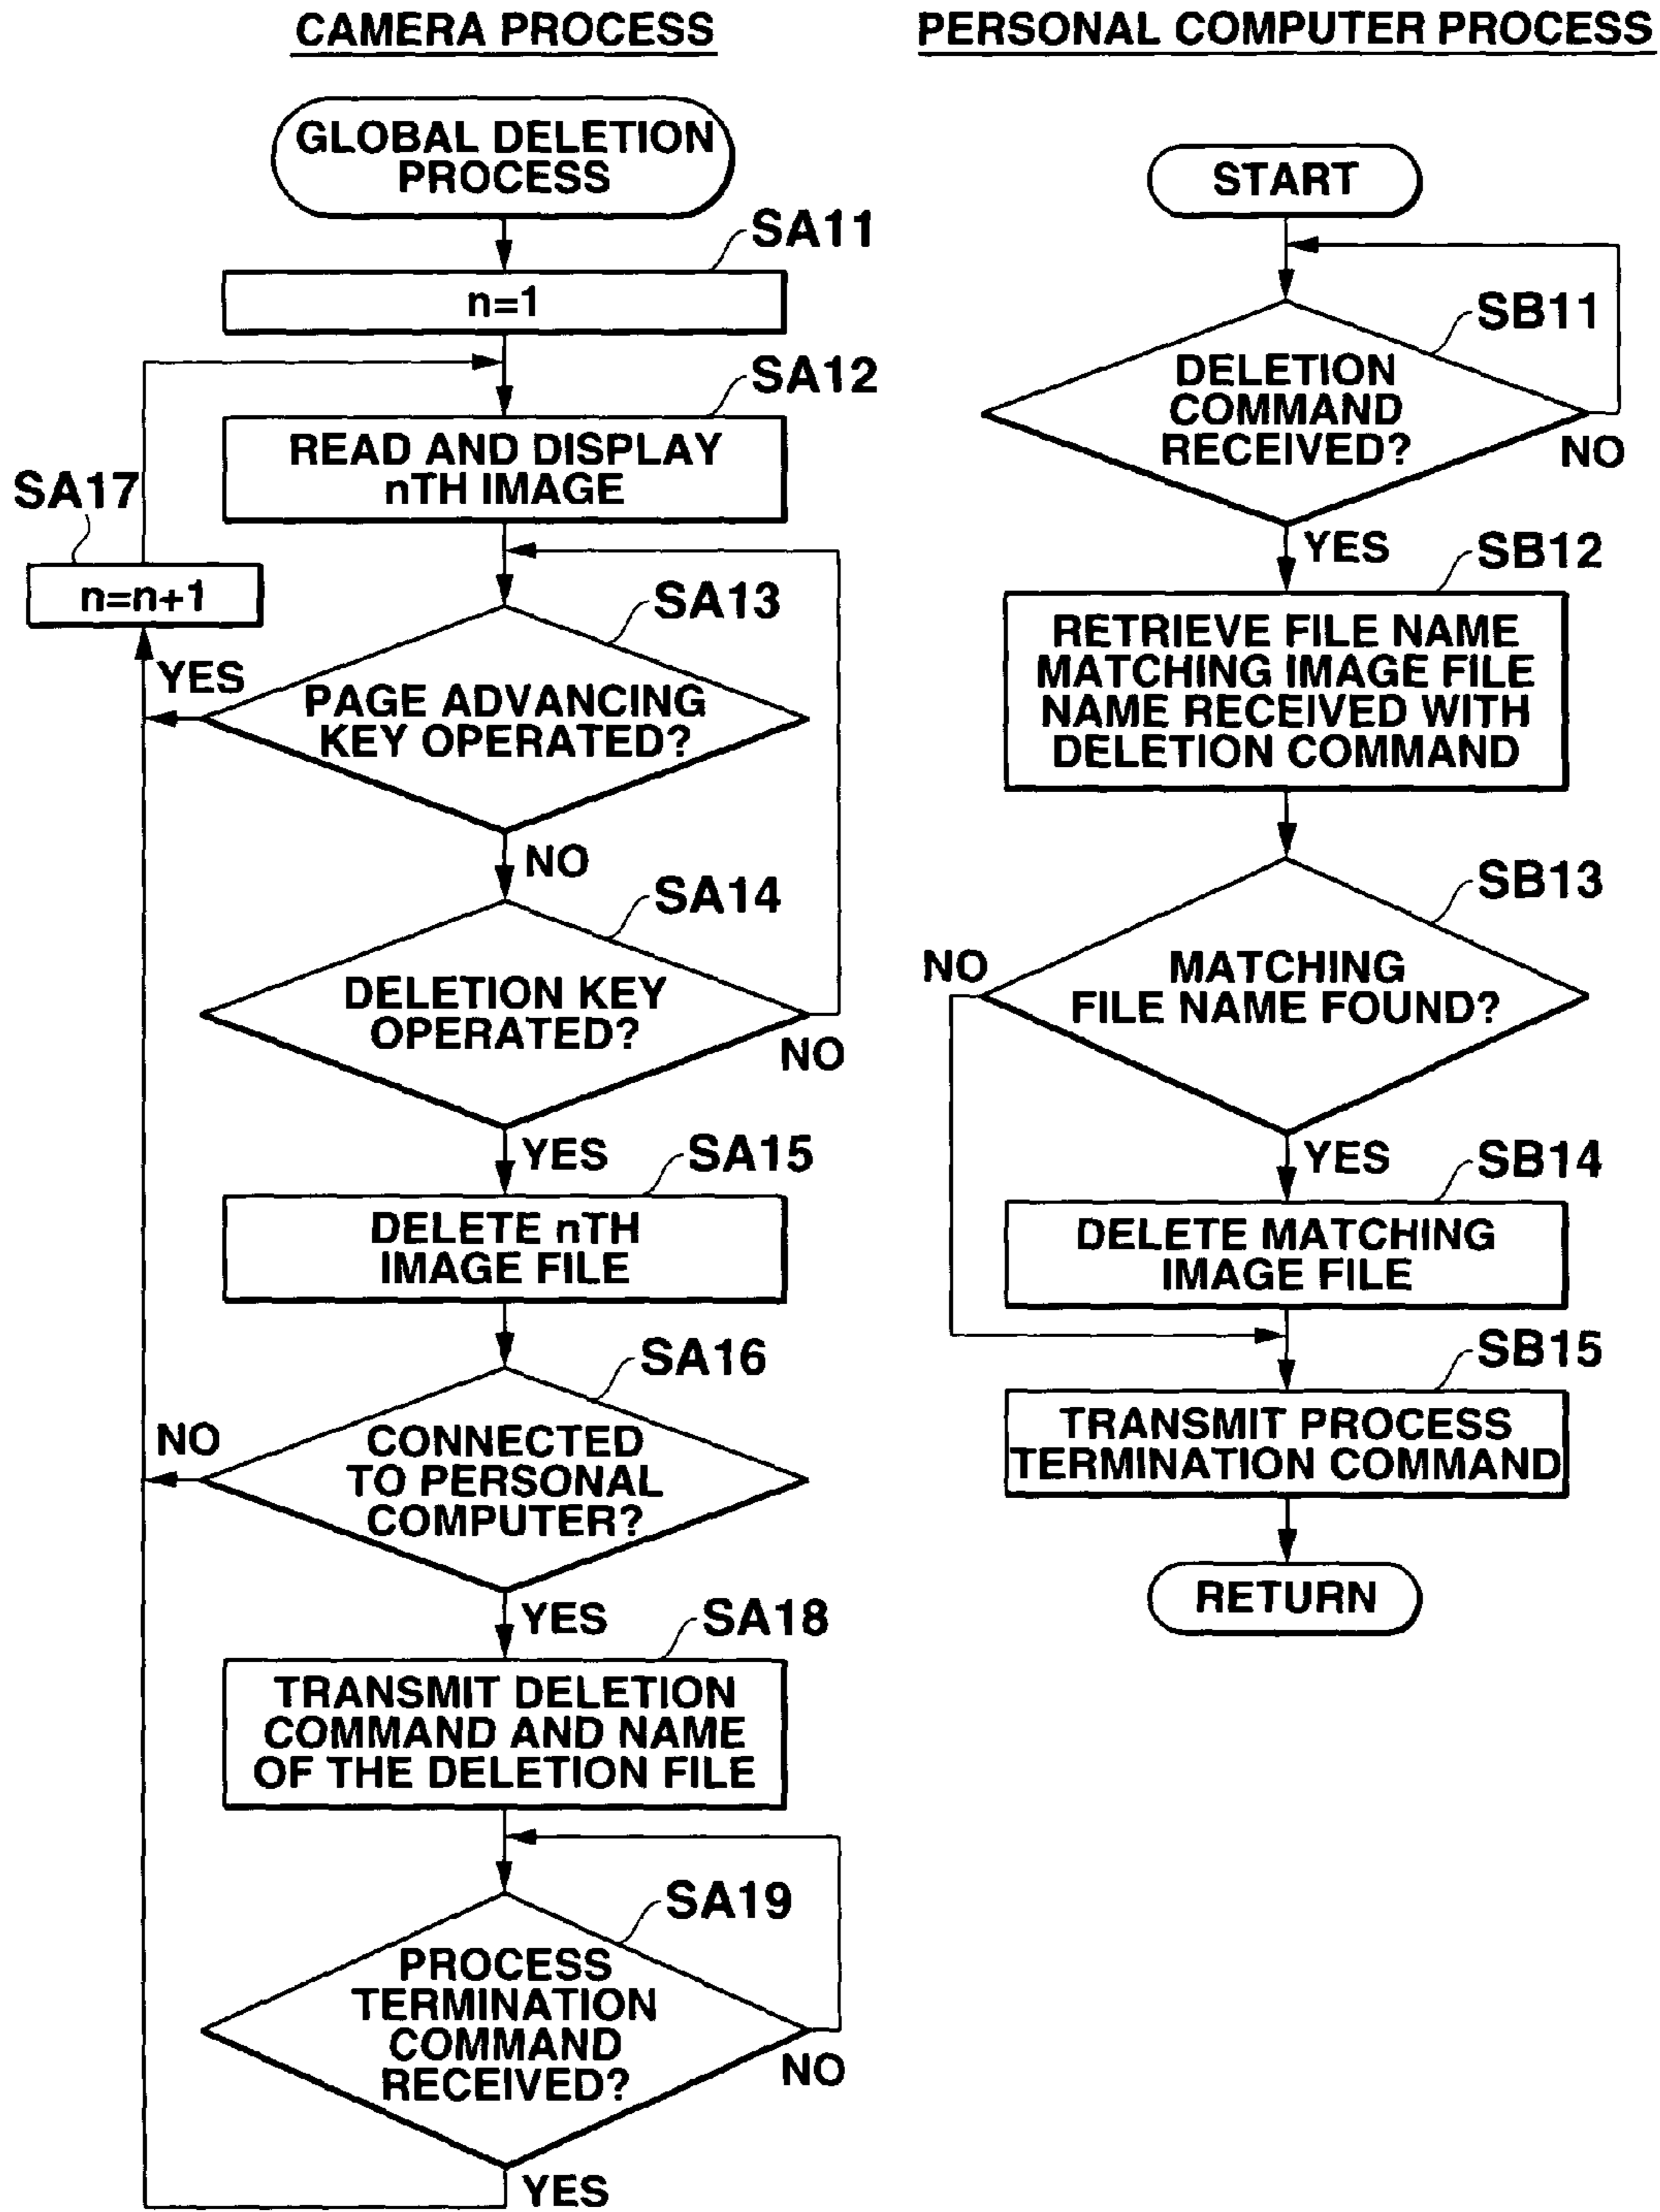 CAMERA PROCESS
GLOBAL DELETION
PROCESS
SA11
n=1
SA12
READ AND DISPLAY
nTH IMAGE
SA17
n=n+1
SA13
YES
PAGE ADVANCING
KEY OPERATED?
NO
SA14
DELETION KEY
OPERATED?
NO
YES
SA15
DELETE nTH
IMAGE FILE
SA16
NO
CONNECTED
TO PERSONAL
COMPUTER?
YES
SA18
TRANSMIT DELETION
COMMAND AND NAME
OF THE DELETION FILE
SA19
PROCESS
TERMINATION
COMMAND
RECEIVED?
NO
YES
PERSONAL COMPUTER PROCESS
START
SB11
DELETION
COMMAND
RECEIVED?
NO
YES
SB12
RETRIEVE FILE NAME
MATCHING IMAGE FILE
NAME RECEIVED WITH
DELETION COMMAND
SB13
NO
MATCHING
FILE NAME FOUND?
YES
SB14
DELETE MATCHING
IMAGE FILE
SB15
TRANSMIT PROCESS
TERMINATION COMMAND
RETURN